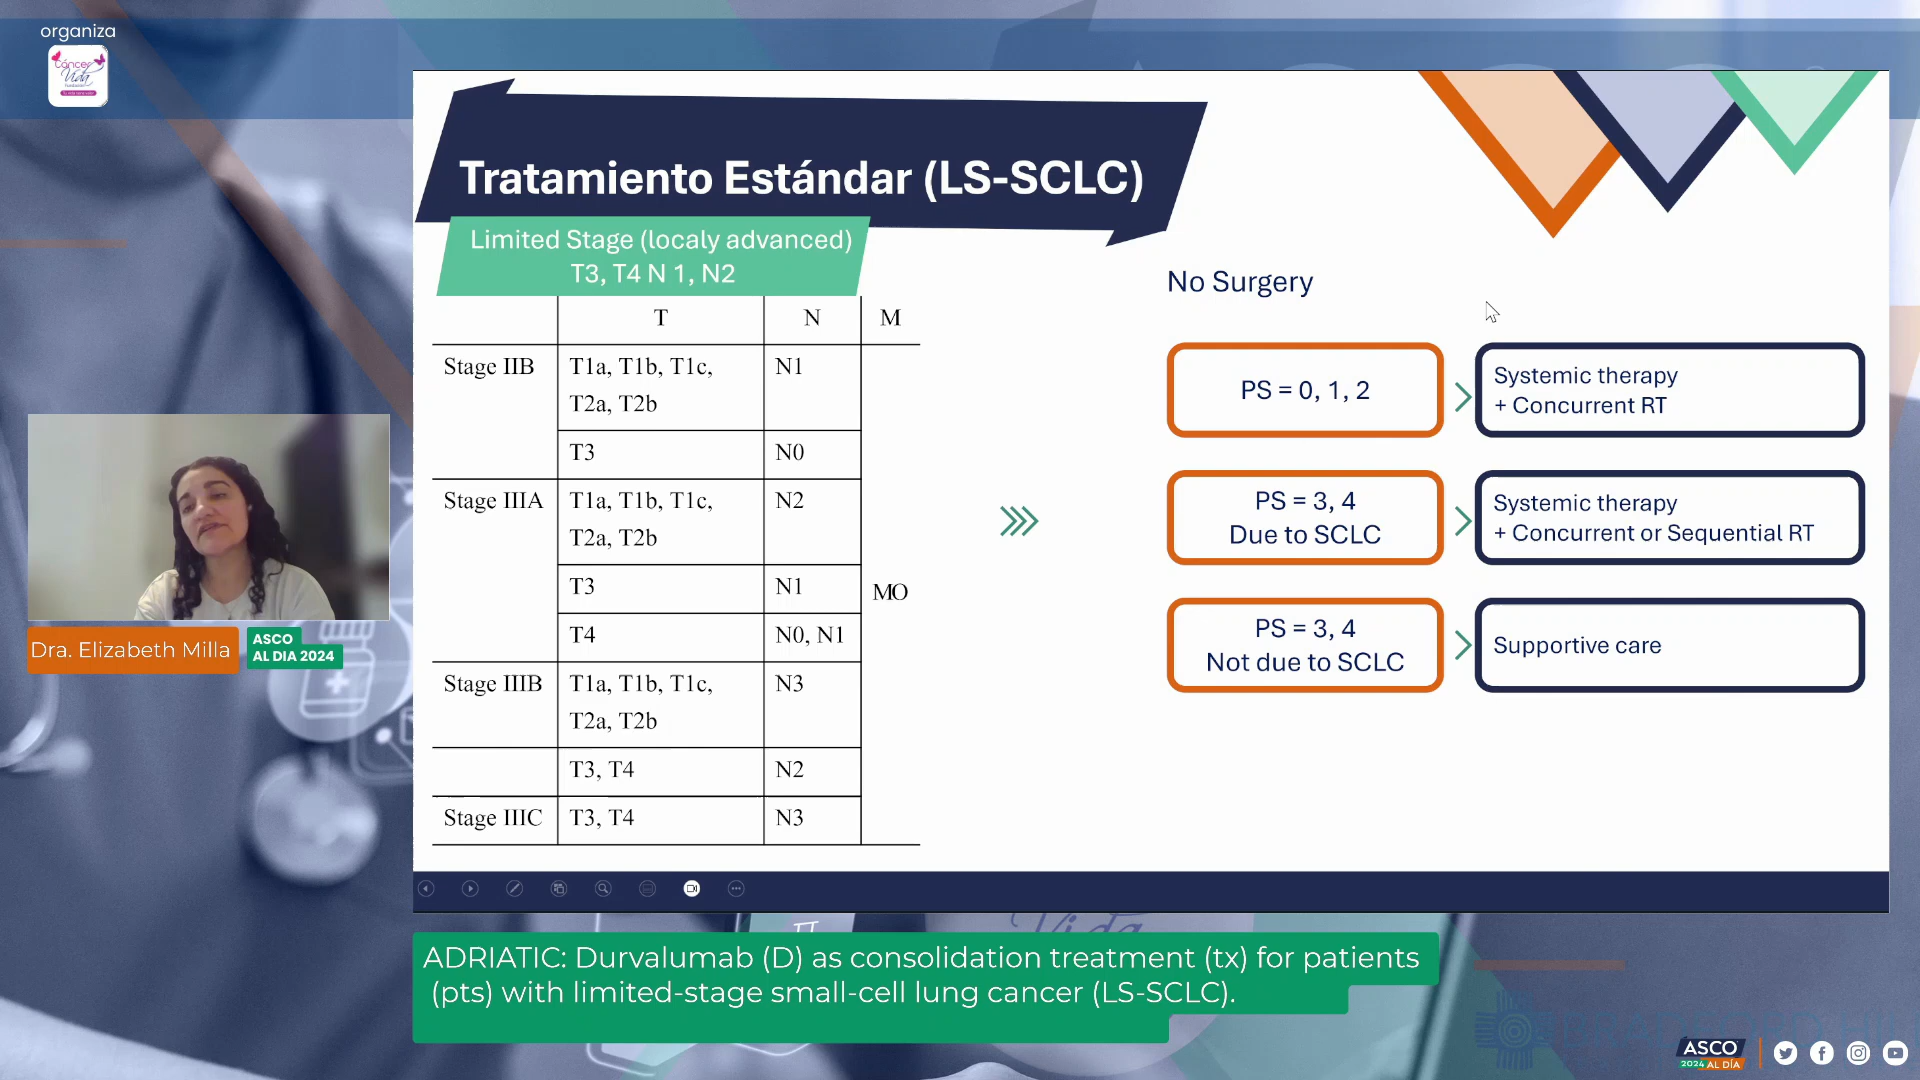 organiza
Cáncer
Vida
Tratamiento Estándar (LS-SCLC)
Limited Stage (localy advanced)
T3, T4 N 1, N2
T N M
Stage IIB T1a, T1b, T1c, N1
T2a, T2b
T3 N0
Stage IIIA T1a, T1b, T1c, N2
T2a, T2b
T3 N1
MO
T4 N0, N1
Stage IIIB T1a, T1b, T1c, N3
T2a, T2b
T3, T4 N2
Stage IIIC T3, T4 N3
No Surgery
PS = 0, 1, 2
Systemic therapy
+ Concurrent RT
PS = 3, 4
Due to SCLC
Systemic therapy
+ Concurrent or Sequential RT
PS = 3, 4
Not due to SCLC
Supportive care
Dra. Elizabeth Milla
ASCO
AL DIA 2024
Vida
ADRIATIC: Durvalumab (D) as consolidation treatment (tx) for patients
(pts) with limited-stage small-cell lung cancer (LS-SCLC).
ASCO
2024 AL DÍA